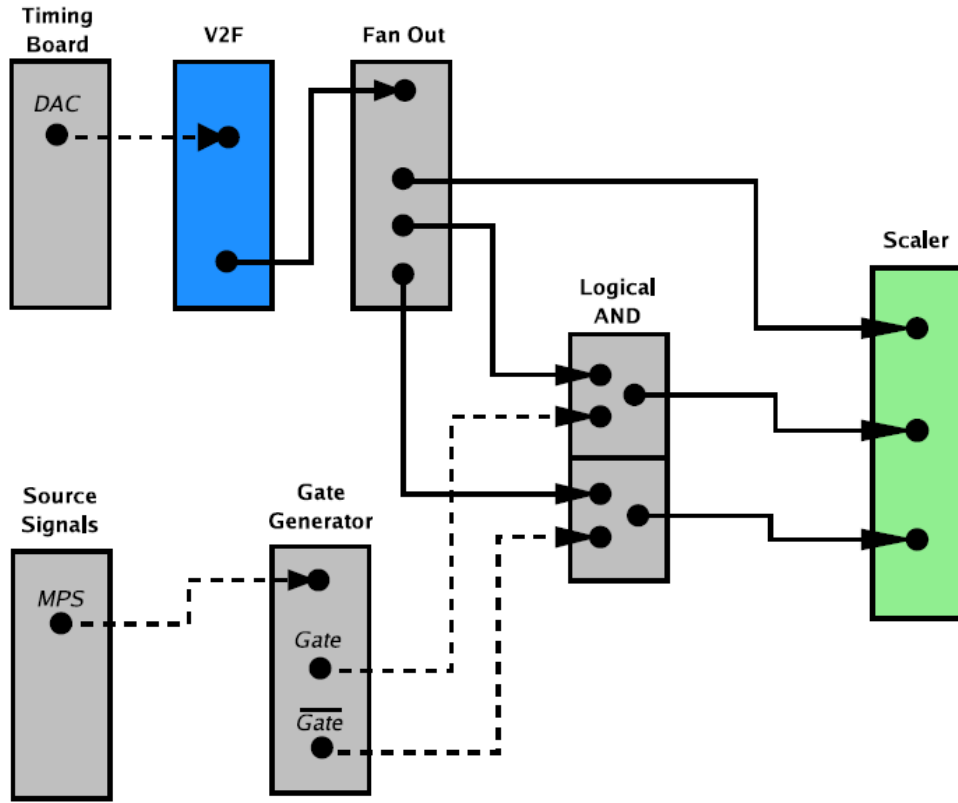 Timing
Board
V2F
Fan Out
DAC
Scaler
Logical
AND
Source
Signals
Gate
Generator
MPS
Gate
Gate